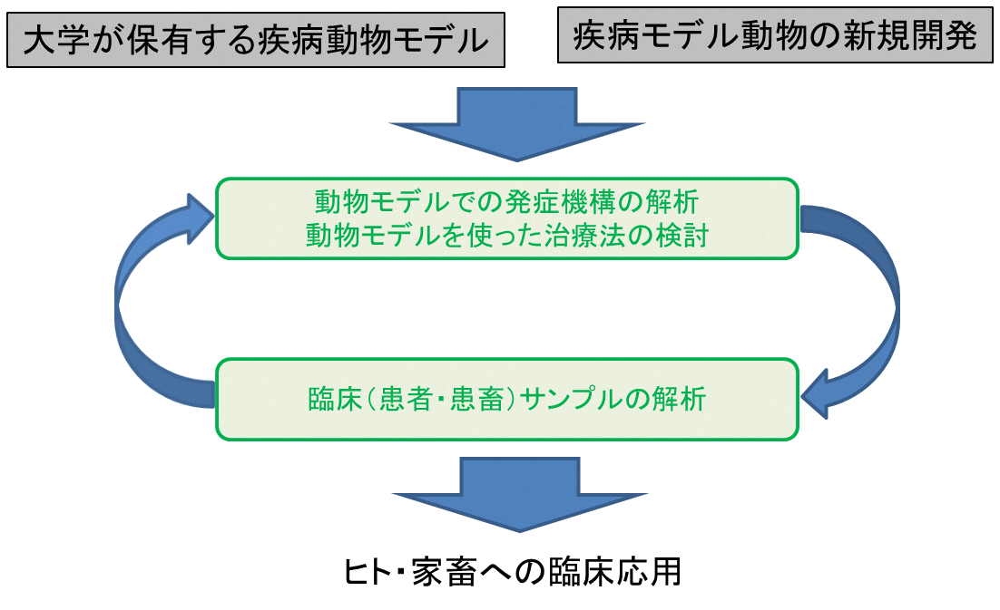 大学が保有する疾病動物モデル
疾病モデル動物の新規開発
動物モデルでの発症機構の解析
動物モデルを使った治療法の検討
臨床（患者・患畜）サンプルの解析
ヒト・家畜への臨床応用